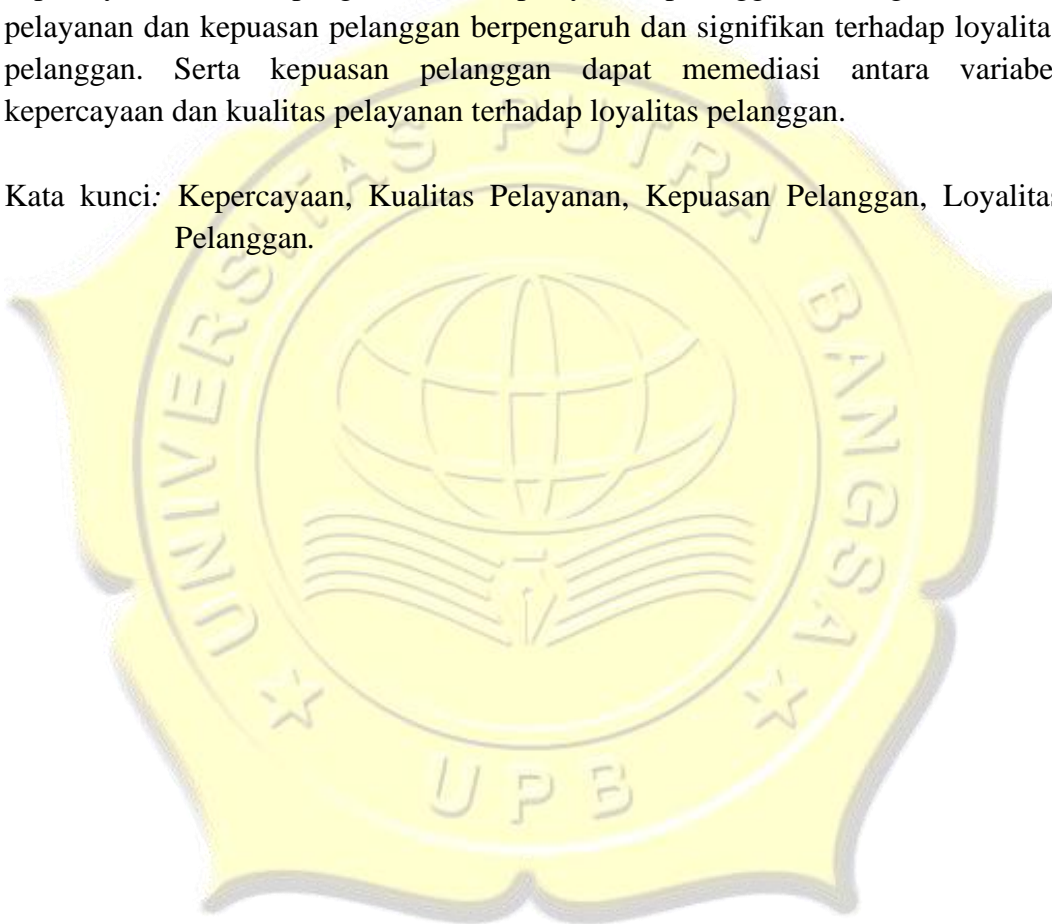 pelayanan dan kepuasan pelanggan berpengaruh dan signifikan terhadap loyalita
pelanggan. Serta kepuasan pelanggan dapat memediasi antara variabe
kepercayaan dan kualitas pelayanan terhadap loyalitas pelanggan.
Kata kunci: Kepercayaan, Kualitas Pelayanan, Kepuasan Pelanggan, Loyalitas
Pelanggan.
UNIVERSITAS PUTRA BANGSA
UPB